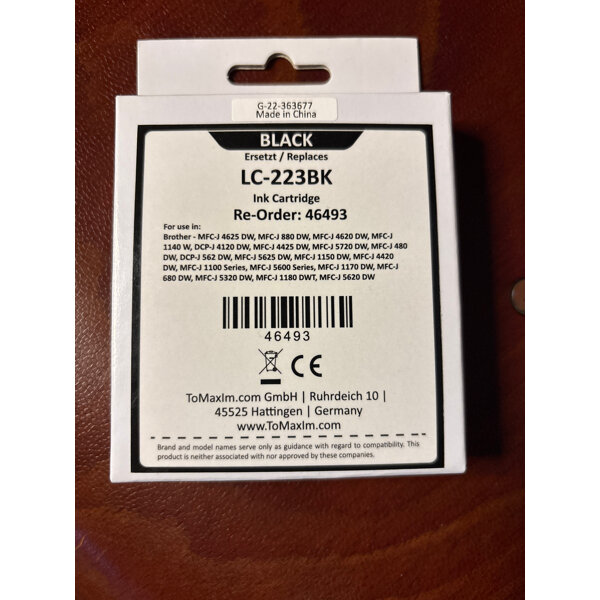 G-22-363677
Made in China
BLACK
Ersetzt / Replaces
LC-223BK
Ink Cartridge
Re-Order: 46493
For use in:
Brother - MFC-J 4625 DW, MFC-J 880 DW, MFC-J 4620 DW, MFC-J
1140 W, DCP-J 4120 DW, MFC-J 4425 DW, MFC-J 5720 DW, MFC-J 480
DW, DCP-J 562 DW, MFC-J 5625 DW, MFC-J 1150 DW, MFC-J 4420
DW, MFC-J 1100 Series, MFC-J 5600 Series, MFC-J 1170 DW, MFC-J
680 DW, MFC-J 5320 DW, MFC-J 1180 DWT, MFC-J 5620 DW
46493
CE
ToMaxIm.com GmbH | Ruhrdeich 10 |
45525 Hattingen | Germany
www.ToMaxIm.com
Brand and model names serve only as guidance with regard to compatibility. This
product is neither associated with nor approved by these companies.